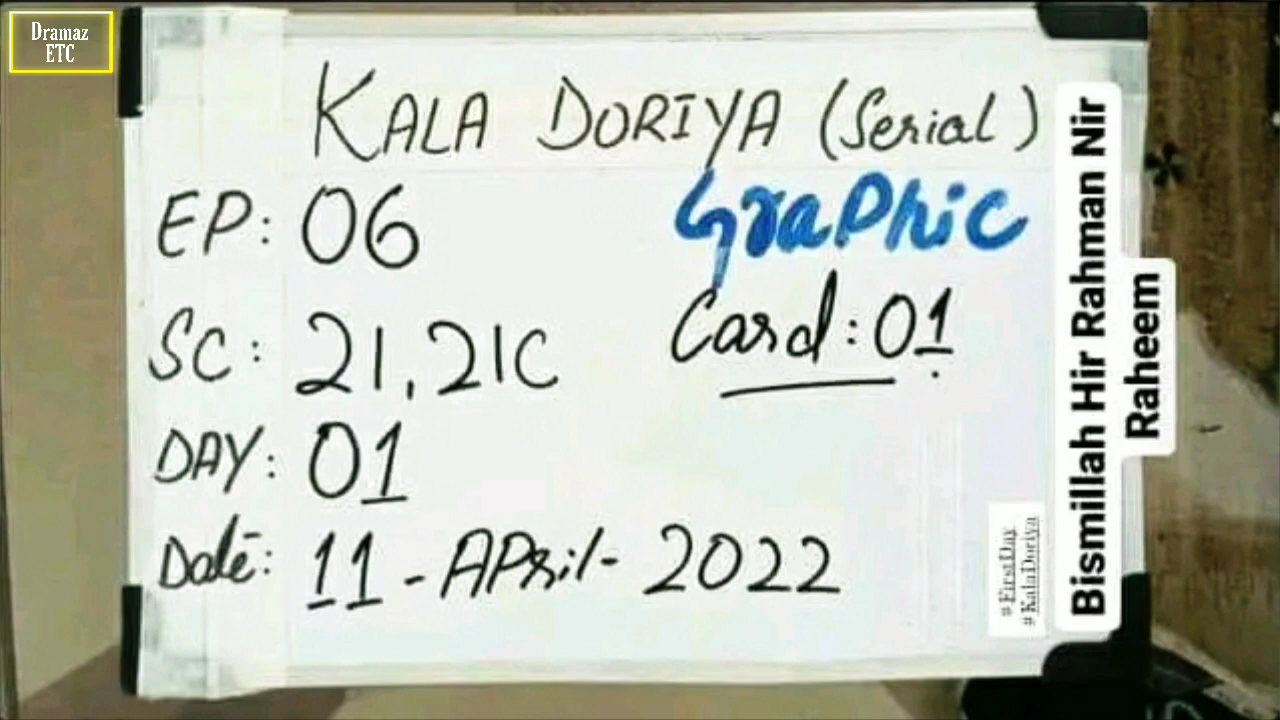 Dramaz
ETC
KALA DORIYA (Serial)
EP: 06
Graphic
SC: 21, 21C
Card: 01
DAY: 01
Date: 11 - APril - 2022
Bismillah Hir Rahman Nir
Raheem
#FirstDay
#KalaDoriya